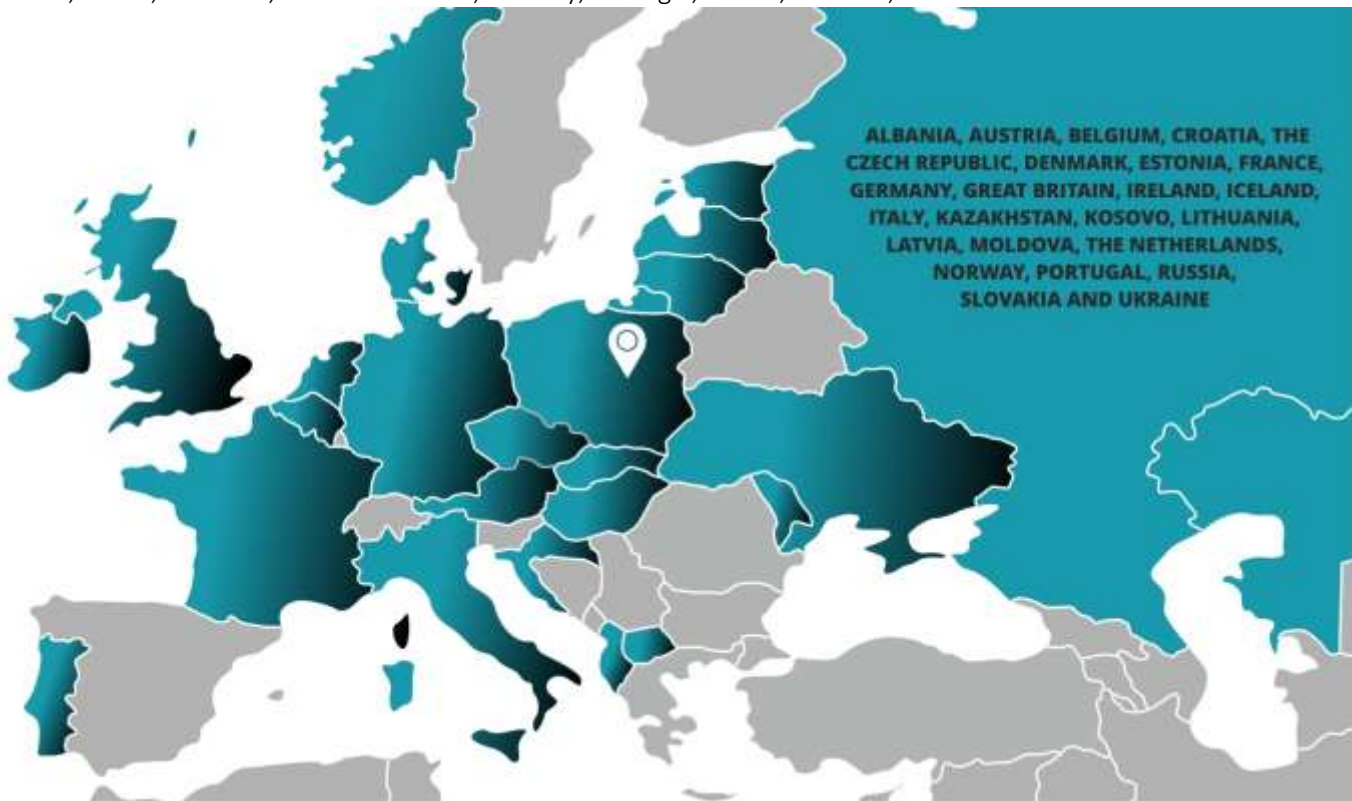 ALBANIA, AUSTRIA, BELGIUM, CROATIA, THE
CZECH REPUBLIC, DENMARK, ESTONIA, FRANCE,
GERMANY, GREAT BRITAIN, IRELAND, ICELAND,
ITALY, KAZAKHSTAN, KOSOVO, LITHUANIA,
LATVIA, MOLDOVA, THE NETHERLANDS,
NORWAY, PORTUGAL, RUSSIA,
SLOVAKIA AND UKRAINE